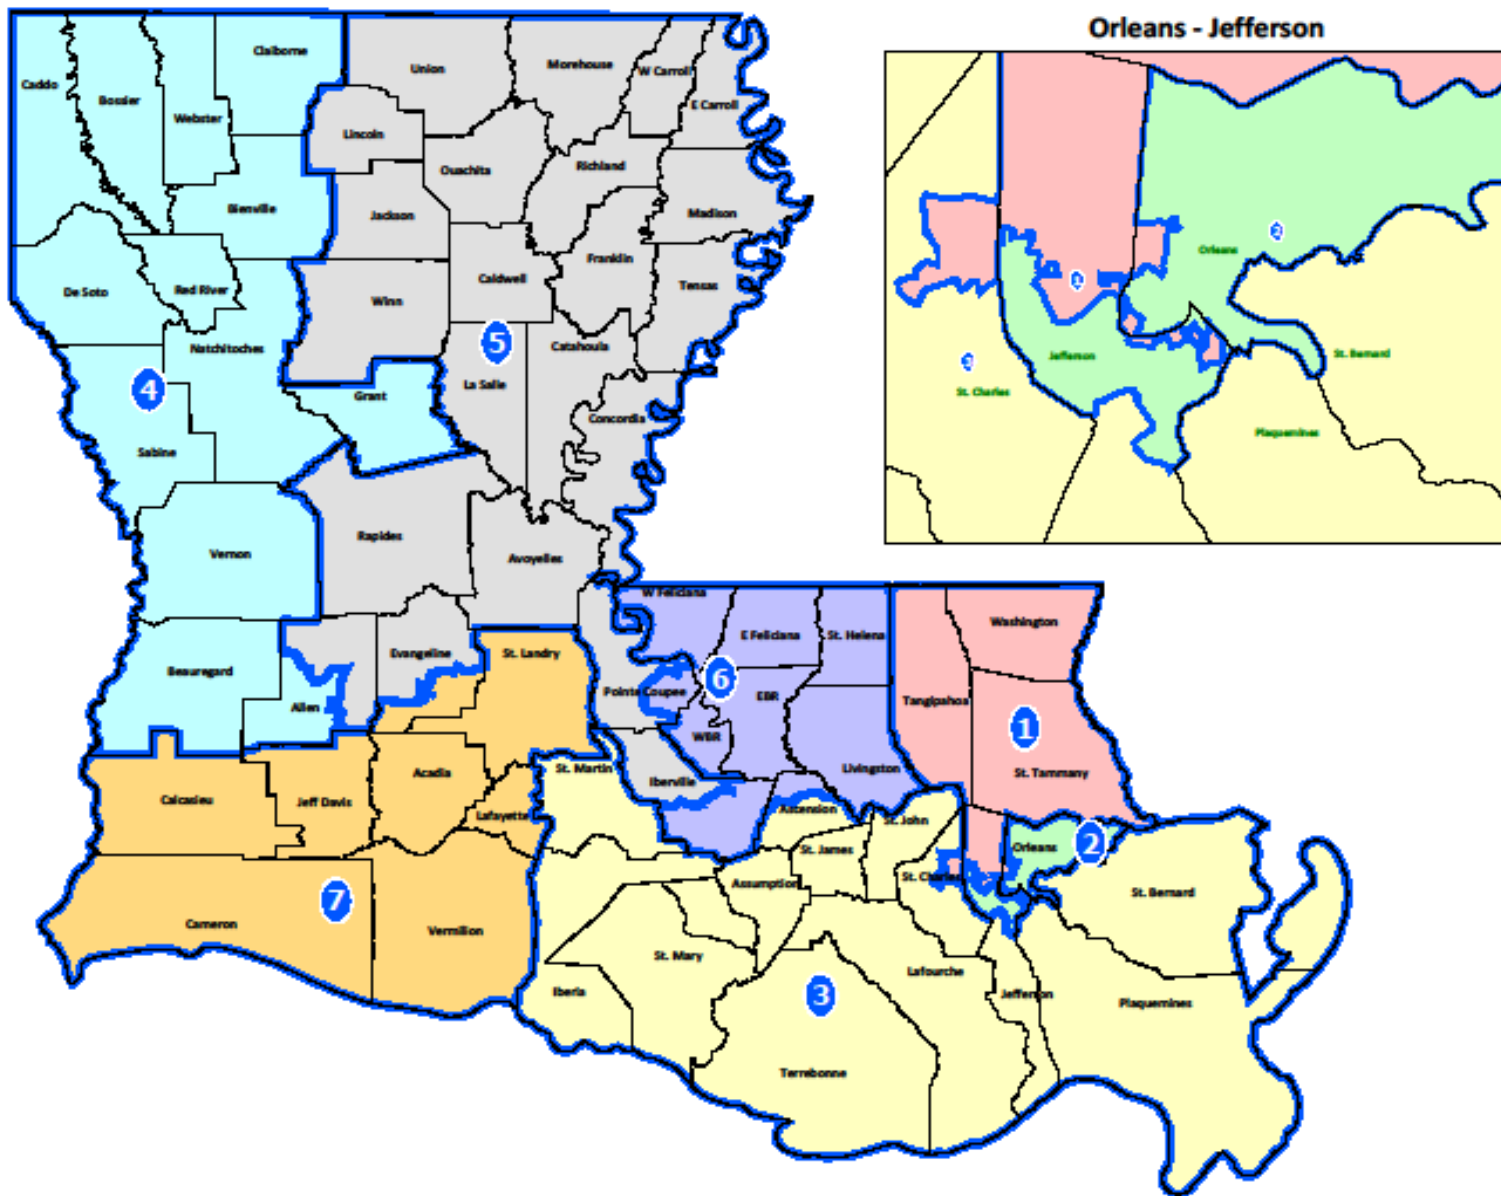 Orleans - Jefferson
Claiborne
Union
Morehouse
W Carroll
Caddo
Bossier
E Carroll
Webster
Lincoln
Ouachita
Richland
Bienville
Jackson
Madison
Franklin
Caldwell
Tensas
De Soto
Red River
Winn
Natchitoches
5
Catahoula
4
La Salle
Grant
Concordia
Sabine
Rapides
Vernon
Avoyelles
W Feliciana
E Feliciana
St. Helena
Washington
Evangeline
St. Landry
Beauregard
6
Pointe Coupee
EBR
Tangipahoa
Allen
1
WBR
St. Martin
Livingston
St. Tammany
Acadia
Iberville
Calcasieu
Jeff Davis
Lafayette
Ascension
St. John
2
Orleans
St. James
St. Charles
Assumption
St. Bernard
7
Cameron
Vermilion
St. Mary
Lafourche
Iberia
3
Jefferson
Plaquemines
Terrebonne
2
Orleans
1
Jefferson
St. Bernard
3
St. Charles
Plaquemines